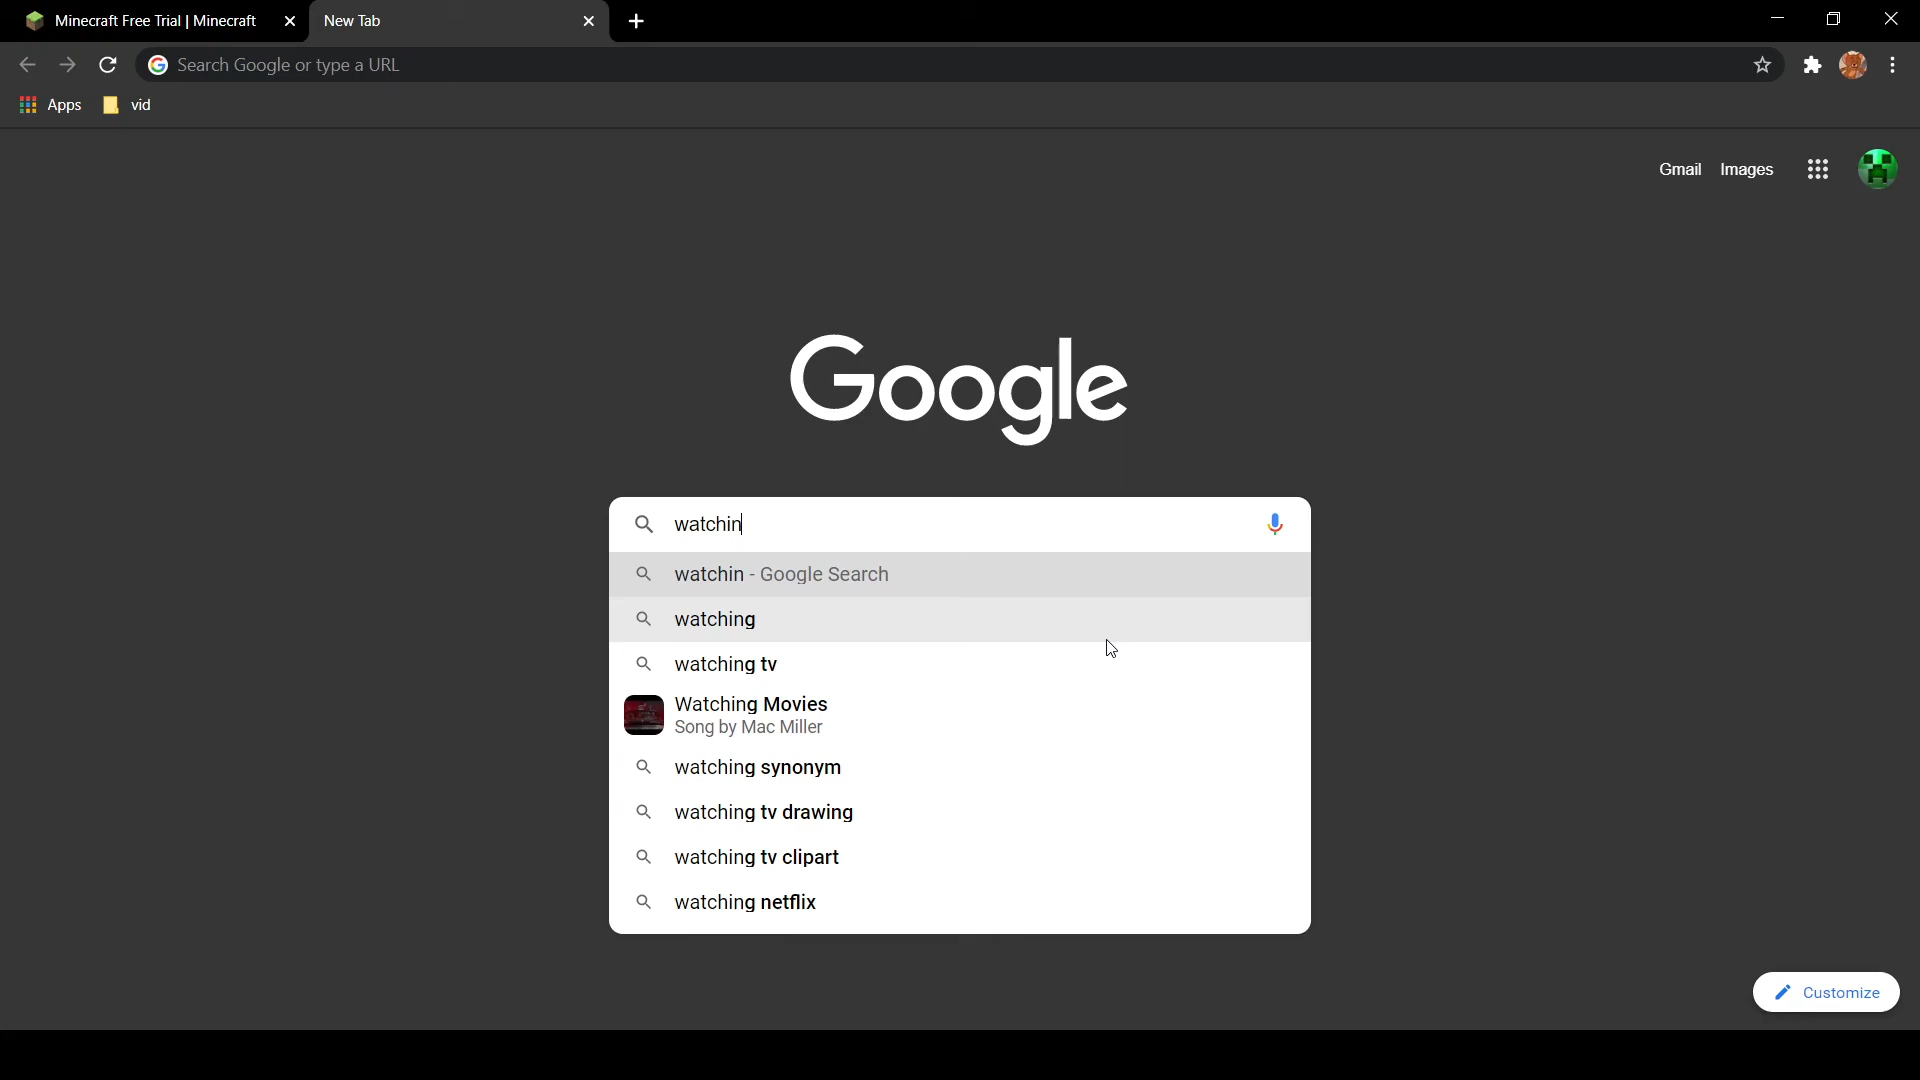 Minecraft Free Trial | Minecraft
New Tab
Search Google or type a URL
Apps
vid
Gmail
Images
Google
watchin
watchin - Google Search
watching
watching tv
Watching Movies
Song by Mac Miller
watching synonym
watching tv drawing
watching tv clipart
watching netflix
Customize